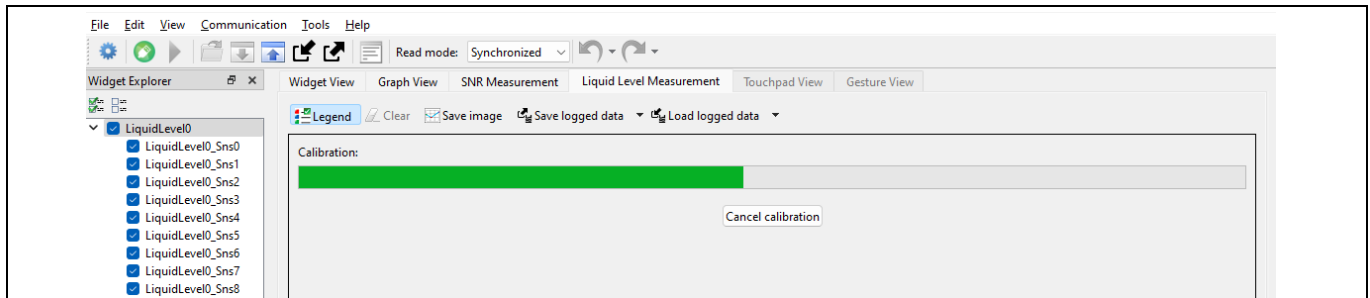 File Edit View Communication Tools Help
Read mode: Synchronized
Widget Explorer
Widget View Graph View SNR Measurement Liquid Level Measurement Touchpad View Gesture View
Legend Clear Save image Save logged data Load logged data
LiquidLevel0
LiquidLevel0_Sns0
LiquidLevel0_Sns1
LiquidLevel0_Sns2
LiquidLevel0_Sns3
LiquidLevel0_Sns4
LiquidLevel0_Sns5
LiquidLevel0_Sns6
LiquidLevel0_Sns7
LiquidLevel0_Sns8
Calibration:
Cancel calibration